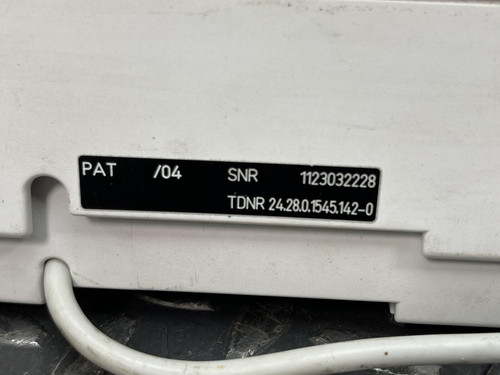 PAT /04 SNR 1123032228
TDNR 24.28.0.1545.142-0